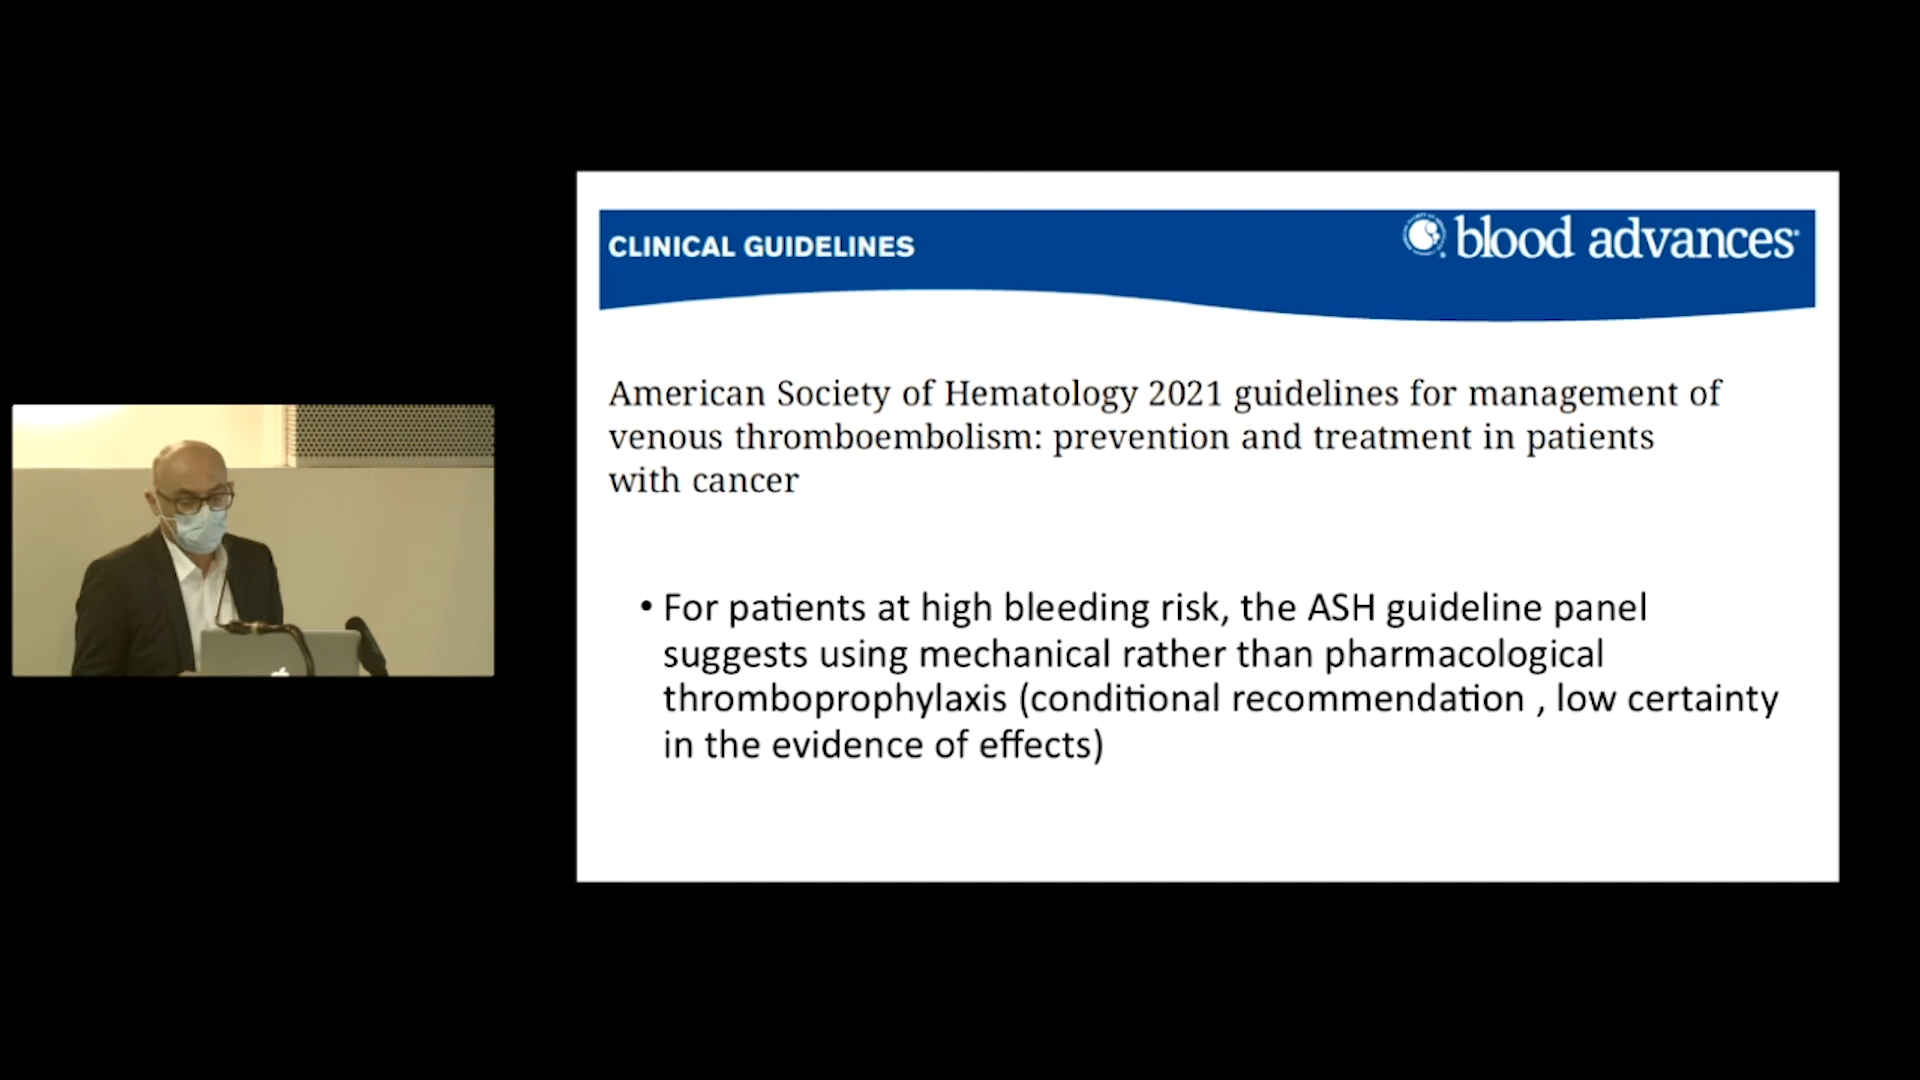 CLINICAL GUIDELINES
blood advances
American Society of Hematology 2021 guidelines for management of
venous thromboembolism: prevention and treatment in patients
with cancer
• For patients at high bleeding risk, the ASH guideline panel
suggests using mechanical rather than pharmacological
thromboprophylaxis (conditional recommendation , low certainty
in the evidence of effects)